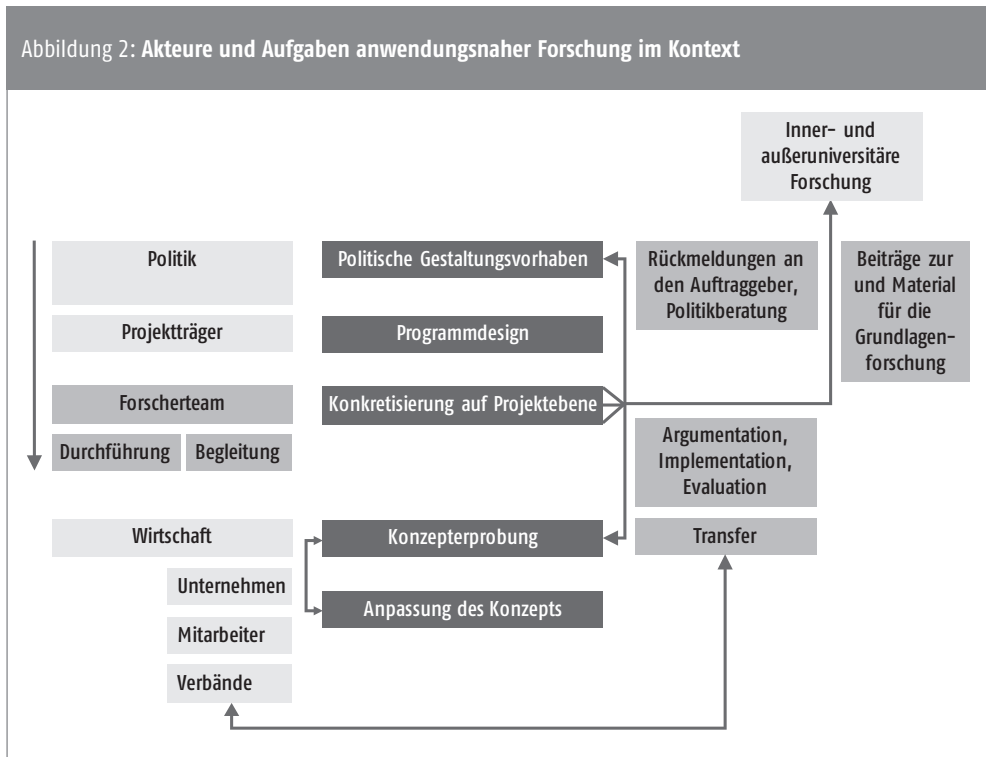 Abbildung 2: Akteure und Aufgaben anwendungsnaher Forschung im Kontext
Inner- und
außeruniversitäre
Forschung
Politik
Politische Gestaltungsvorhaben
Rückmeldungen an
den Auftraggeber,
Politikberatung
Beiträge zur
und Material
für die
Grundlagen-
forschung
Projektträger
Programmdesign
Forscherteam
Konkretisierung auf Projektebene
Durchführung
Begleitung
Argumentation,
Implementation,
Evaluation
Wirtschaft
Konzepterprobung
Transfer
Unternehmen
Anpassung des Konzepts
Mitarbeiter
Verbände